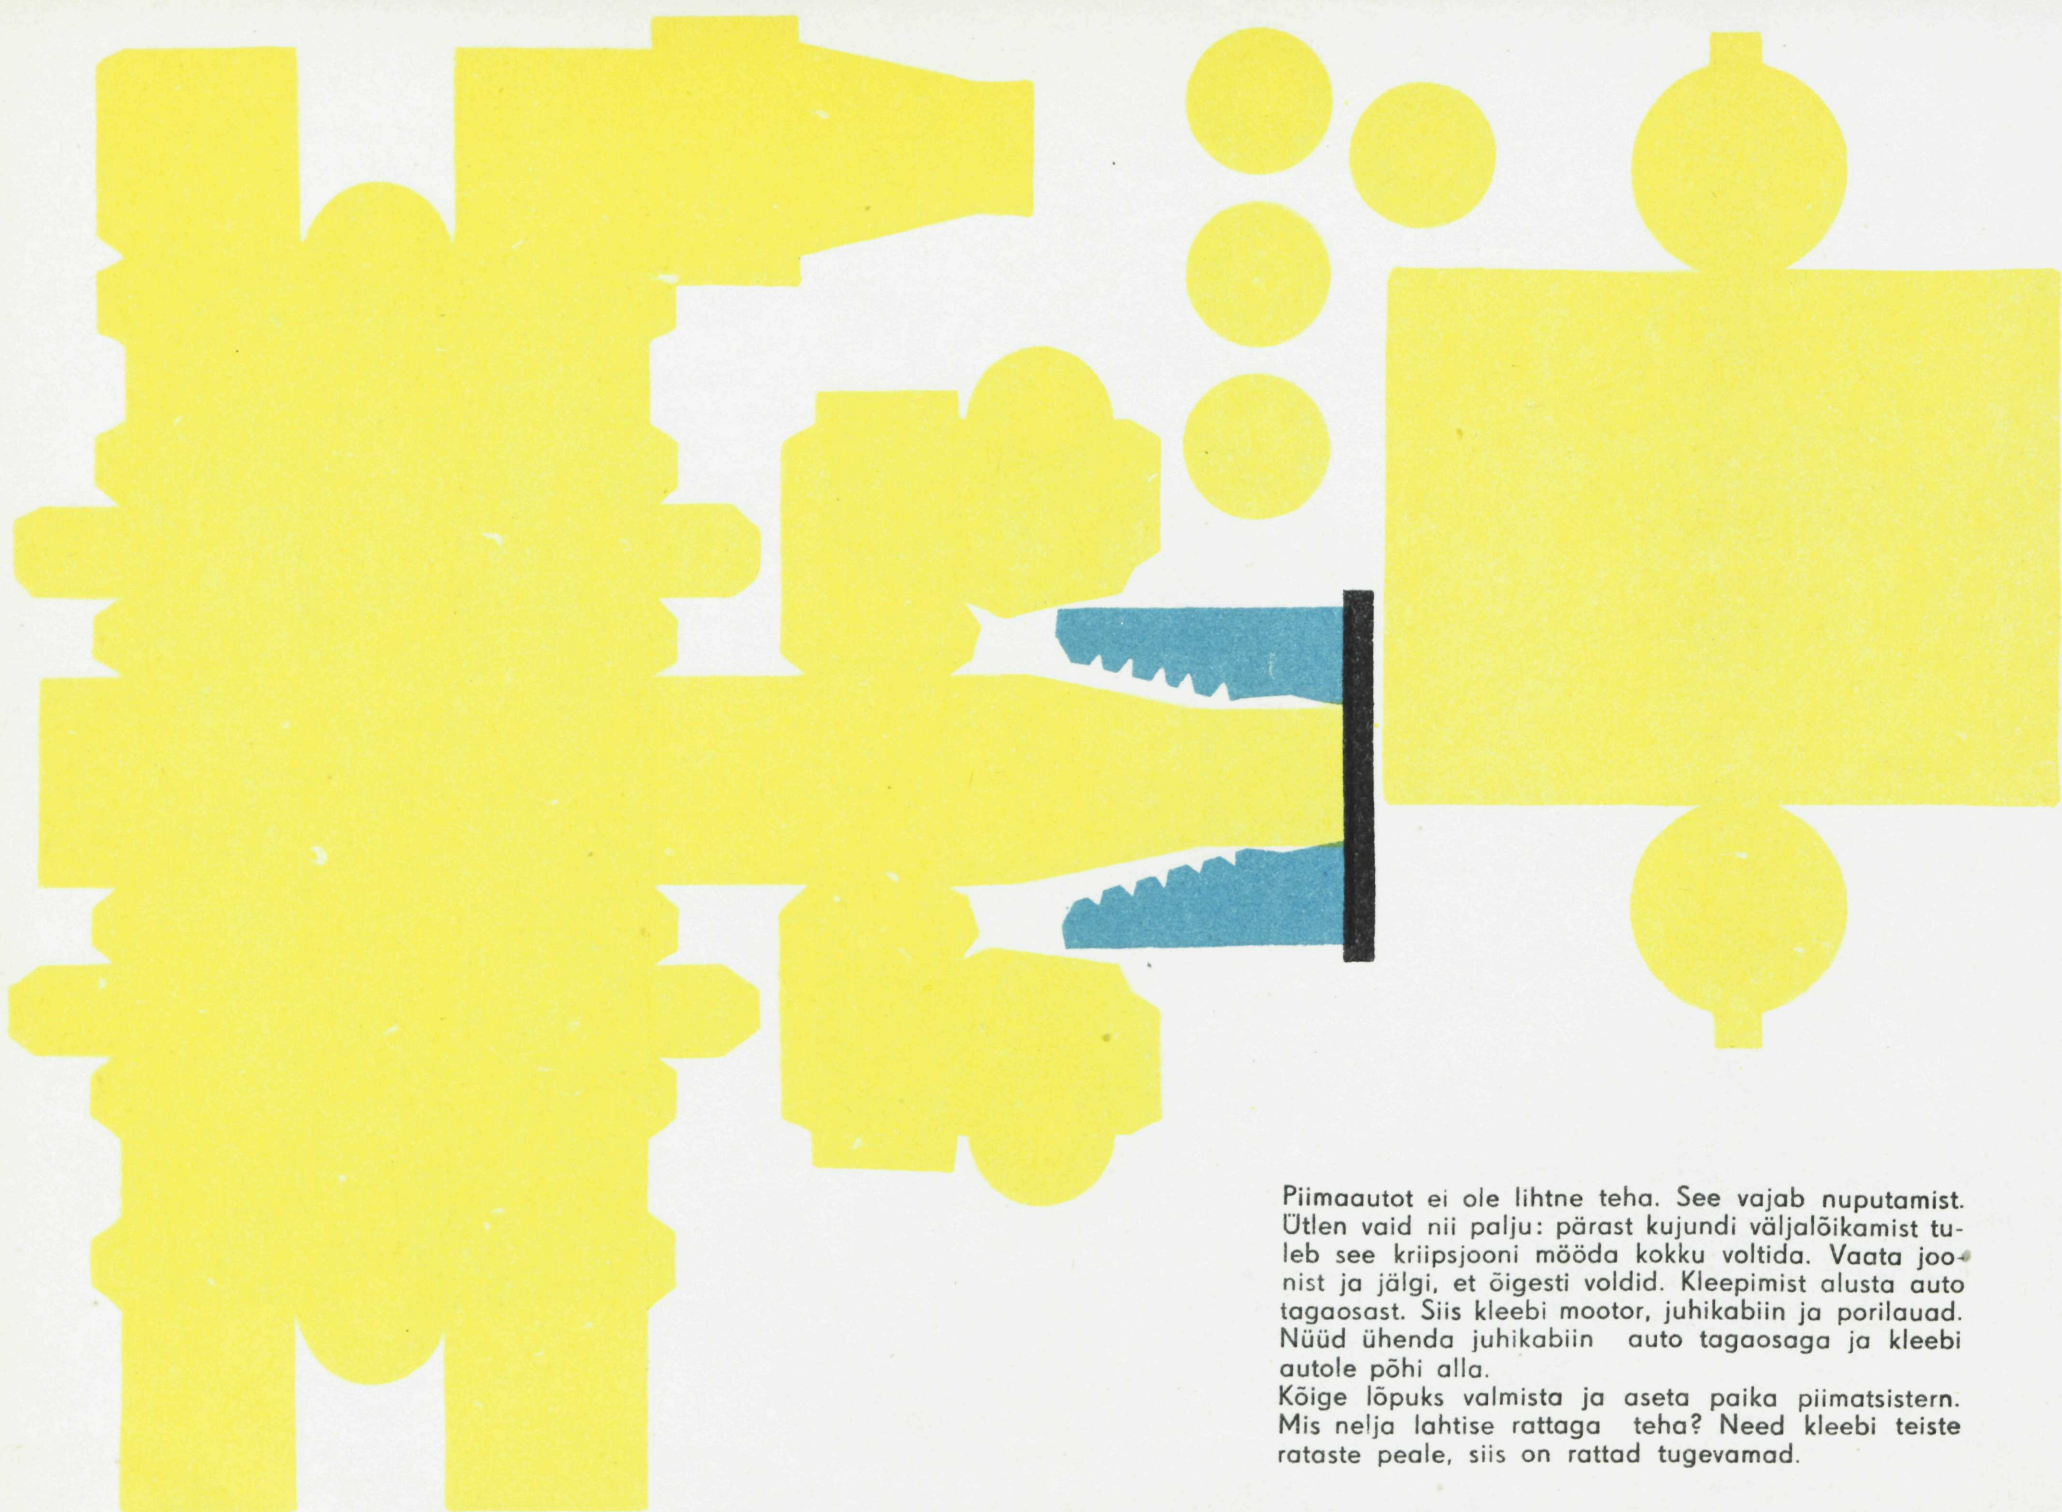 Piimaautot ei ole lihtne teha. See vajab nuputamist.
Ütlen vaid nii palju: pärast kujundi väljalõikamist tu-
leb see kriipsjooni mööda kokku voltida. Vaata joo-
nist ja jälgi, et õigesti voldid. Kleepimist alusta auto
tagaosast. Siis kleebi mootor, juhikabiin ja porilauad.
Nüüd ühenda juhikabiin auto tagaosaga ja kleebi
autole põhi alla.
Kõige lõpuks valmista ja aseta paika piimatsistern.
Mis nelja lahtise rattaga teha? Need kleebi teiste
rataste peale, siis on rattad tugevamad.